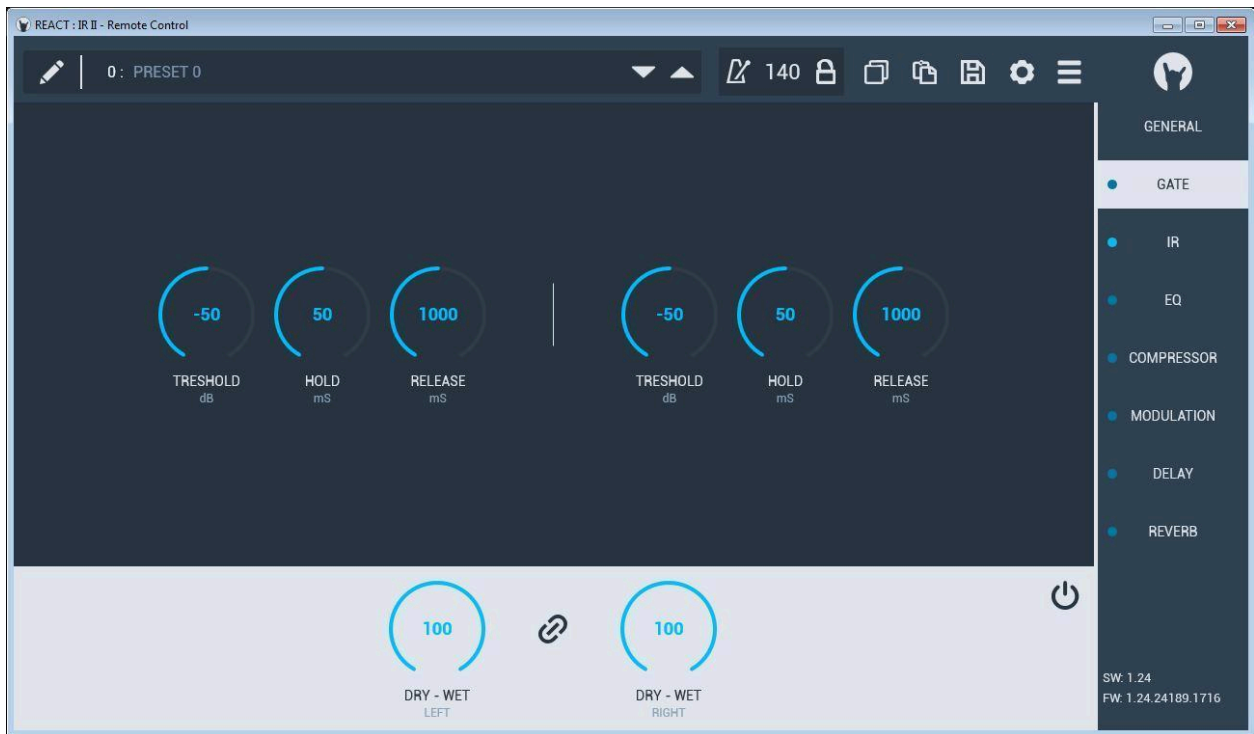 REACT : IR II - Remote Control
0 : PRESET 0
140
GENERAL
GATE
IR
EQ
COMPRESSOR
MODULATION
DELAY
REVERB
-50 50 1000 -50 50 1000
TRESHOLD HOLD RELEASE TRESHOLD HOLD RELEASE
dB mS mS dB mS mS
100 100
DRY - WET DRY - WET
LEFT RIGHT
SW: 1.24
FW: 1.24.24189.1716